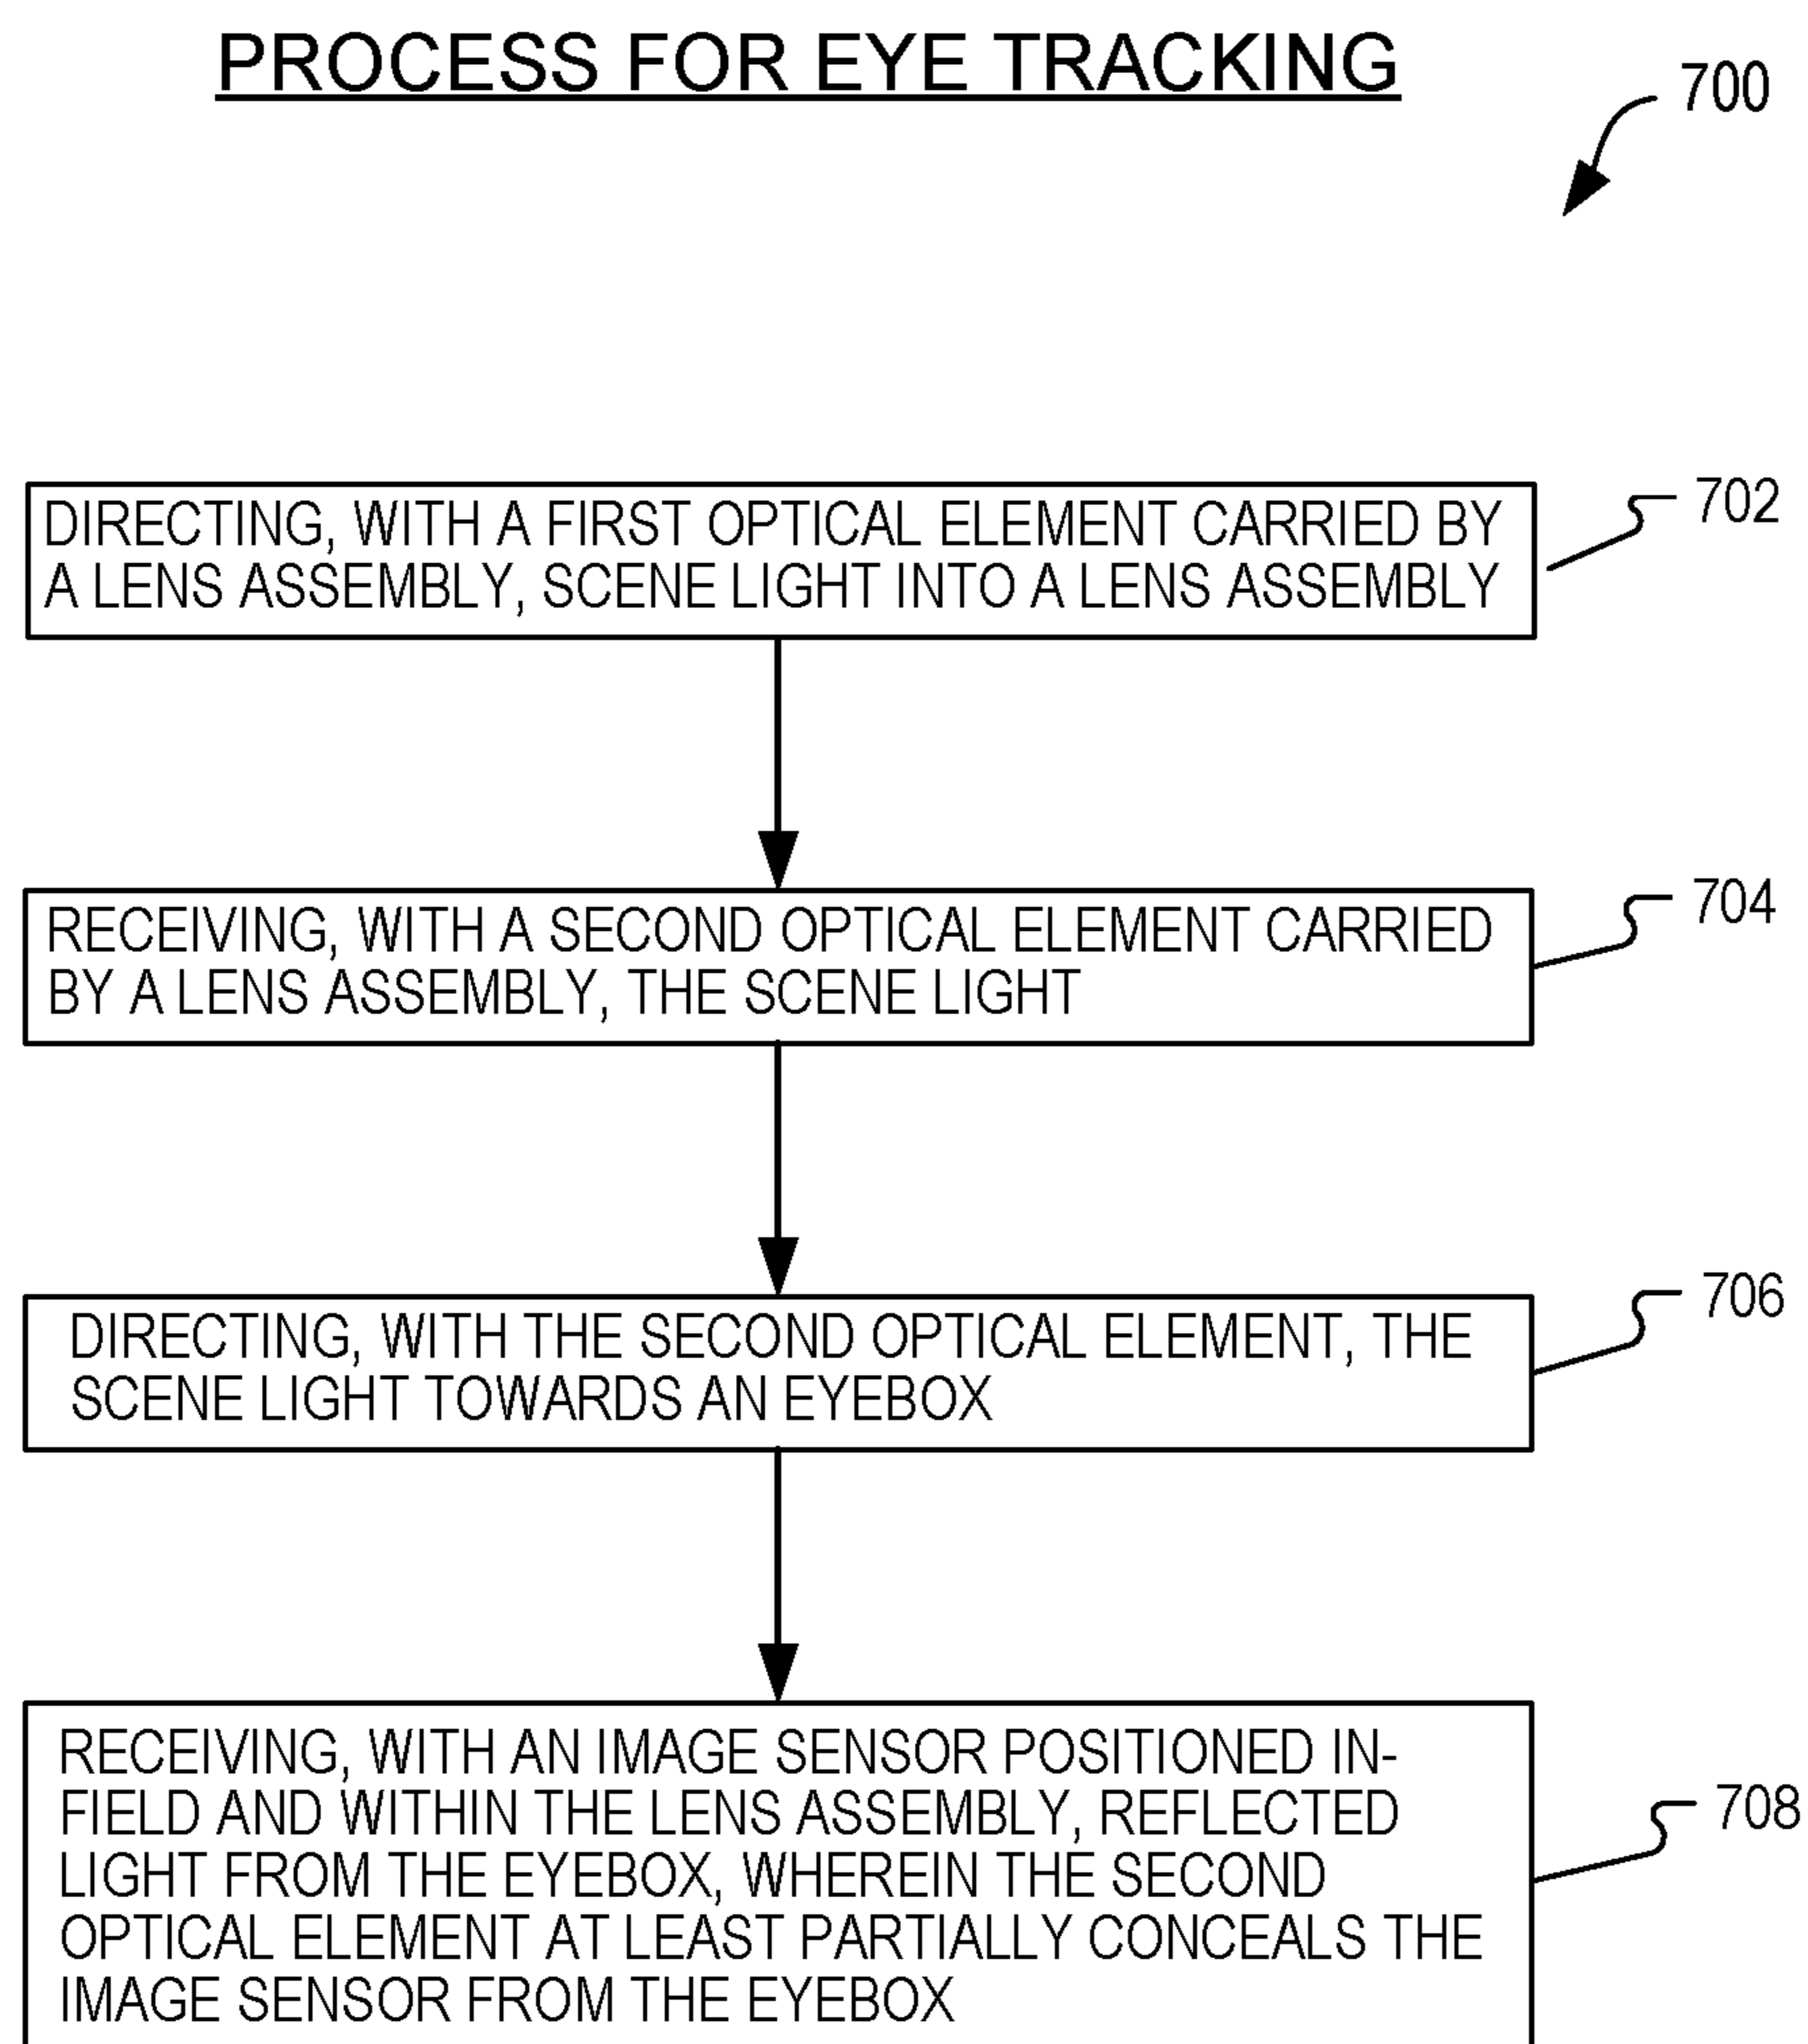 PROCESS FOR EYE TRACKING
700
DIRECTING, WITH A FIRST OPTICAL ELEMENT CARRIED BY
A LENS ASSEMBLY, SCENE LIGHT INTO A LENS ASSEMBLY
702
RECEIVING, WITH A SECOND OPTICAL ELEMENT CARRIED
BY A LENS ASSEMBLY, THE SCENE LIGHT
704
DIRECTING, WITH THE SECOND OPTICAL ELEMENT, THE
SCENE LIGHT TOWARDS AN EYEBOX
706
RECEIVING, WITH AN IMAGE SENSOR POSITIONED IN-
FIELD AND WITHIN THE LENS ASSEMBLY, REFLECTED
LIGHT FROM THE EYEBOX, WHEREIN THE SECOND
OPTICAL ELEMENT AT LEAST PARTIALLY CONCEALS THE
IMAGE SENSOR FROM THE EYEBOX
708